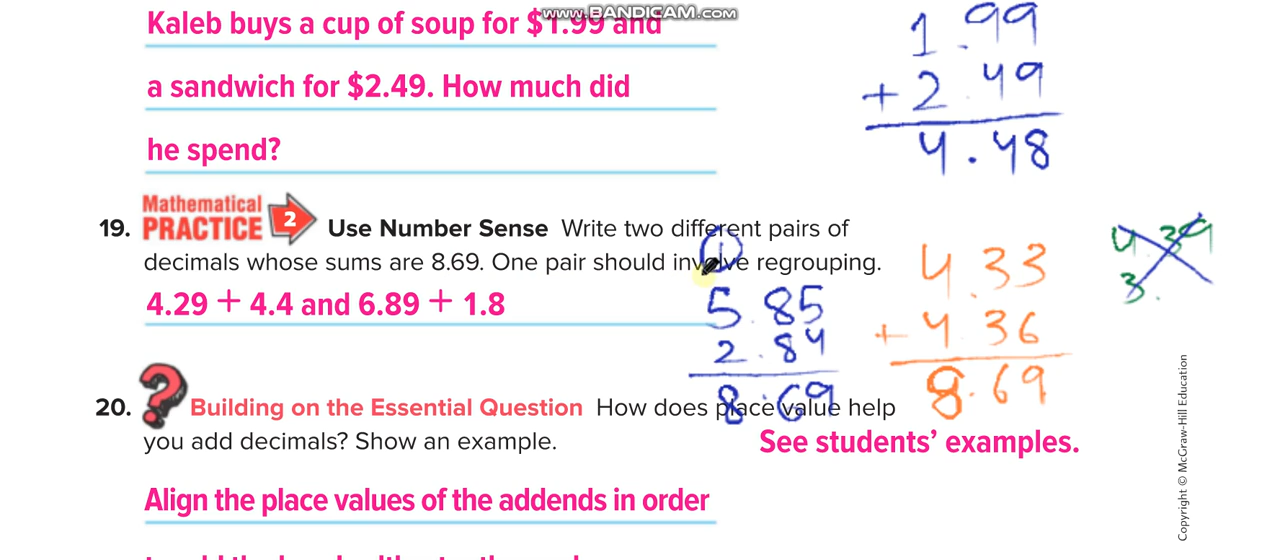 www.BANDICAM.com
Kaleb buys a cup of soup for $1.99 and
a sandwich for $2.49. How much did
he spend?
1.99
+ 2.49
4.48
19. Mathematical PRACTICE 2 Use Number Sense Write two different pairs of
decimals whose sums are 8.69. One pair should involve regrouping.
4.29 + 4.4 and 6.89 + 1.8
1
5.85
2.84
8.69
4.33
+ 4.36
8.69
4.39
3.
20. ? Building on the Essential Question How does place value help
you add decimals? Show an example.
See students' examples.
Align the place values of the addends in order
Copyright © McGraw-Hill Education